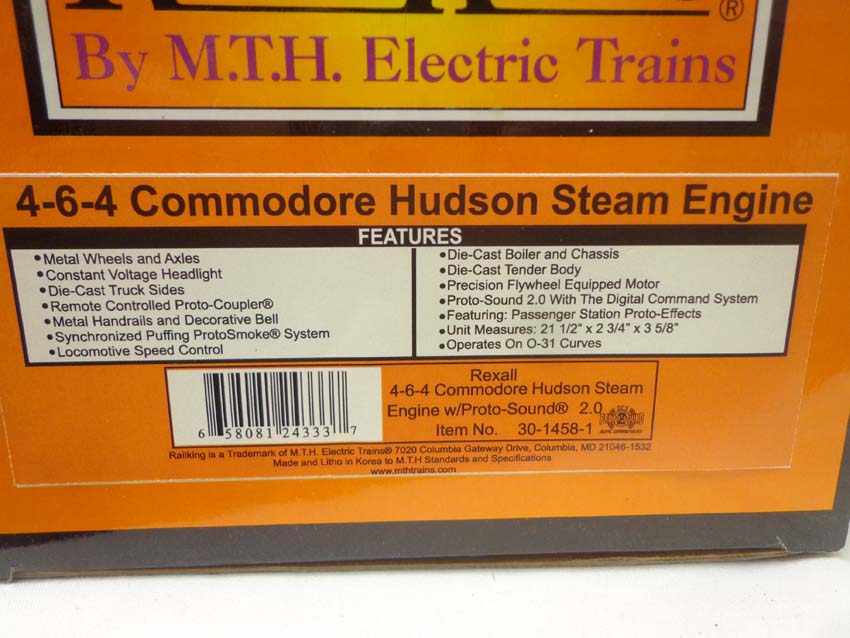 ®
By M.T.H. Electric Trains
4-6-4 Commodore Hudson Steam Engine
FEATURES
•Metal Wheels and Axles
•Constant Voltage Headlight
•Die-Cast Truck Sides
•Remote Controlled Proto-Coupler®
•Metal Handrails and Decorative Bell
•Synchronized Puffing ProtoSmoke® System
•Locomotive Speed Control
•Die-Cast Boiler and Chassis
•Die-Cast Tender Body
•Precision Flywheel Equipped Motor
•Proto-Sound 2.0 With The Digital Command System
•Featuring: Passenger Station Proto-Effects
•Unit Measures: 21 1/2" x 2 3/4" x 3 5/8"
•Operates On O-31 Curves
6 58081 24333 7
Rexall
4-6-4 Commodore Hudson Steam
Engine w/Proto-Sound® 2.0
Item No. 30-1458-1
Railking is a Trademark of M.T.H. Electric Trains® 7020 Columbia Gateway Drive, Columbia, MD 21046-1532
Made and Litho in Korea to M.T.H Standards and Specifications
www.mthtrains.com